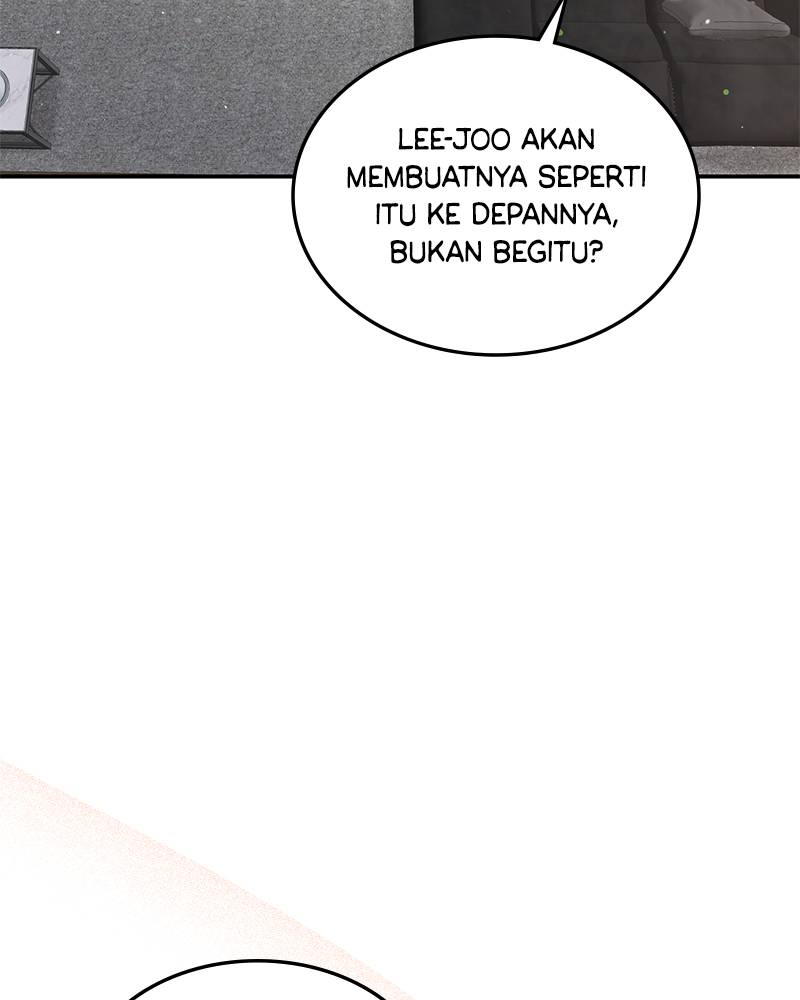 LEE-JOO AKAN
MEMBUATNYA SEPERTI
ITU KE DEPANNYA,
BUKAN BEGITU?